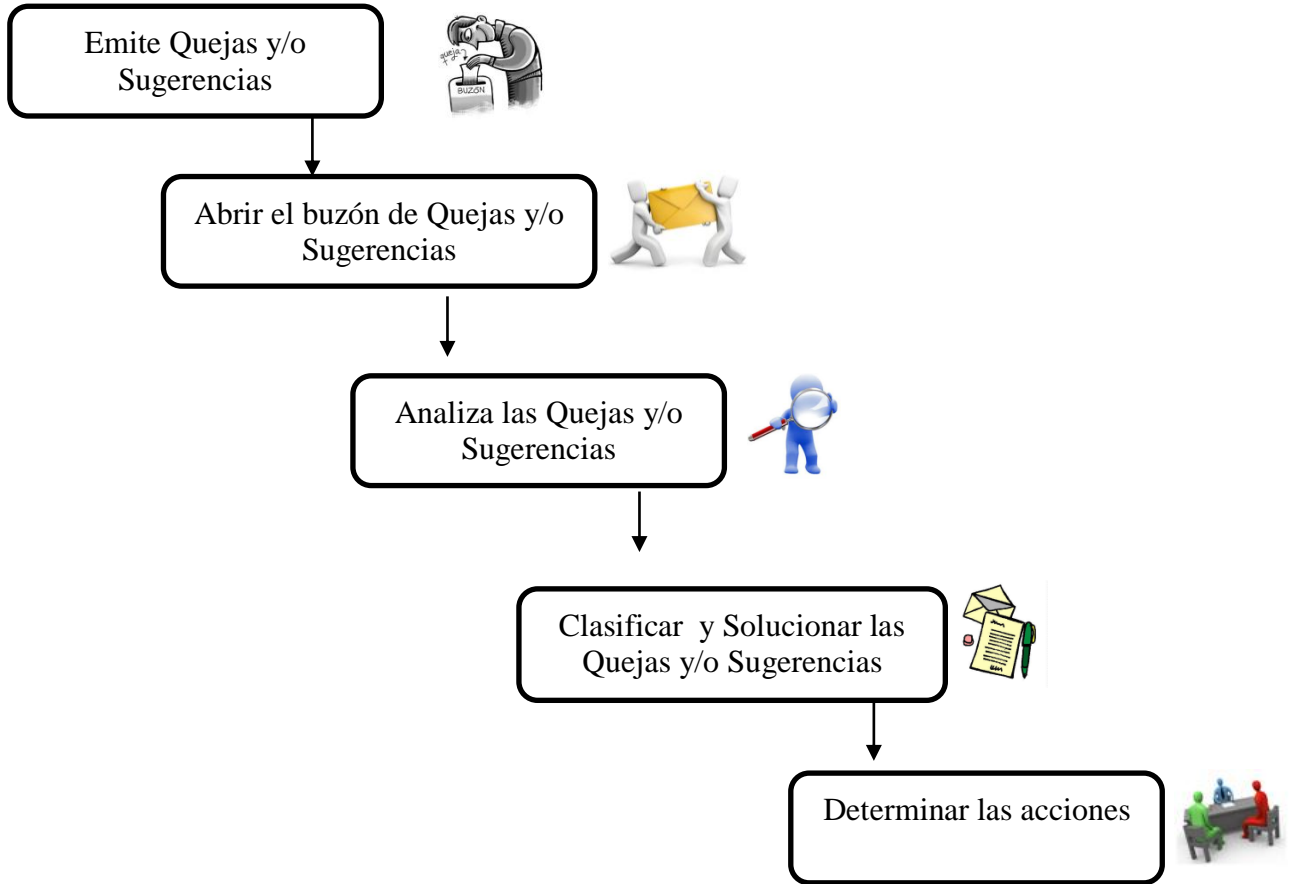 Emite Quejas y/o
Sugerencias
queja
BUZÓN
Abrir el buzón de Quejas y/o
Sugerencias
Analiza las Quejas y/o
Sugerencias
Clasificar y Solucionar las
Quejas y/o Sugerencias
Determinar las acciones